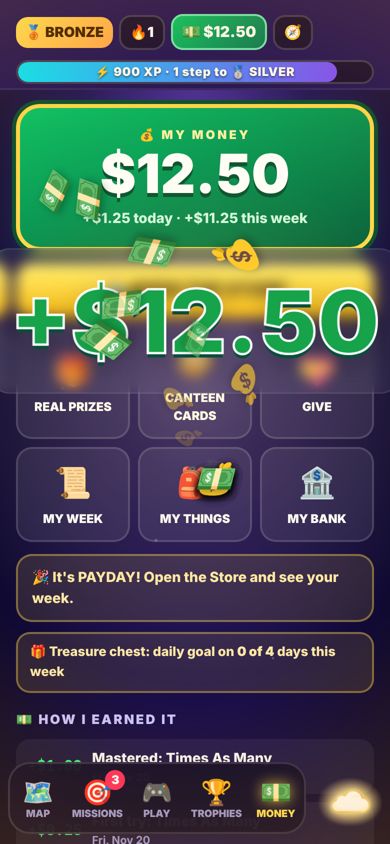 BRONZE
1
$12.50
900 XP · 1 step to SILVER
MY MONEY
$12.50
+$1.25 today · +$11.25 this week
+$12.50
REAL PRIZES
CANTEEN
CARDS
GIVE
MY WEEK
MY THINGS
MY BANK
It's PAYDAY! Open the Store and see your
week.
Treasure chest: daily goal on 0 of 4 days this
week
HOW I EARNED IT
Mastered: Times As Many
3
MAP
MISSIONS
PLAY
TROPHIES
MONEY
Fri, Nov 20